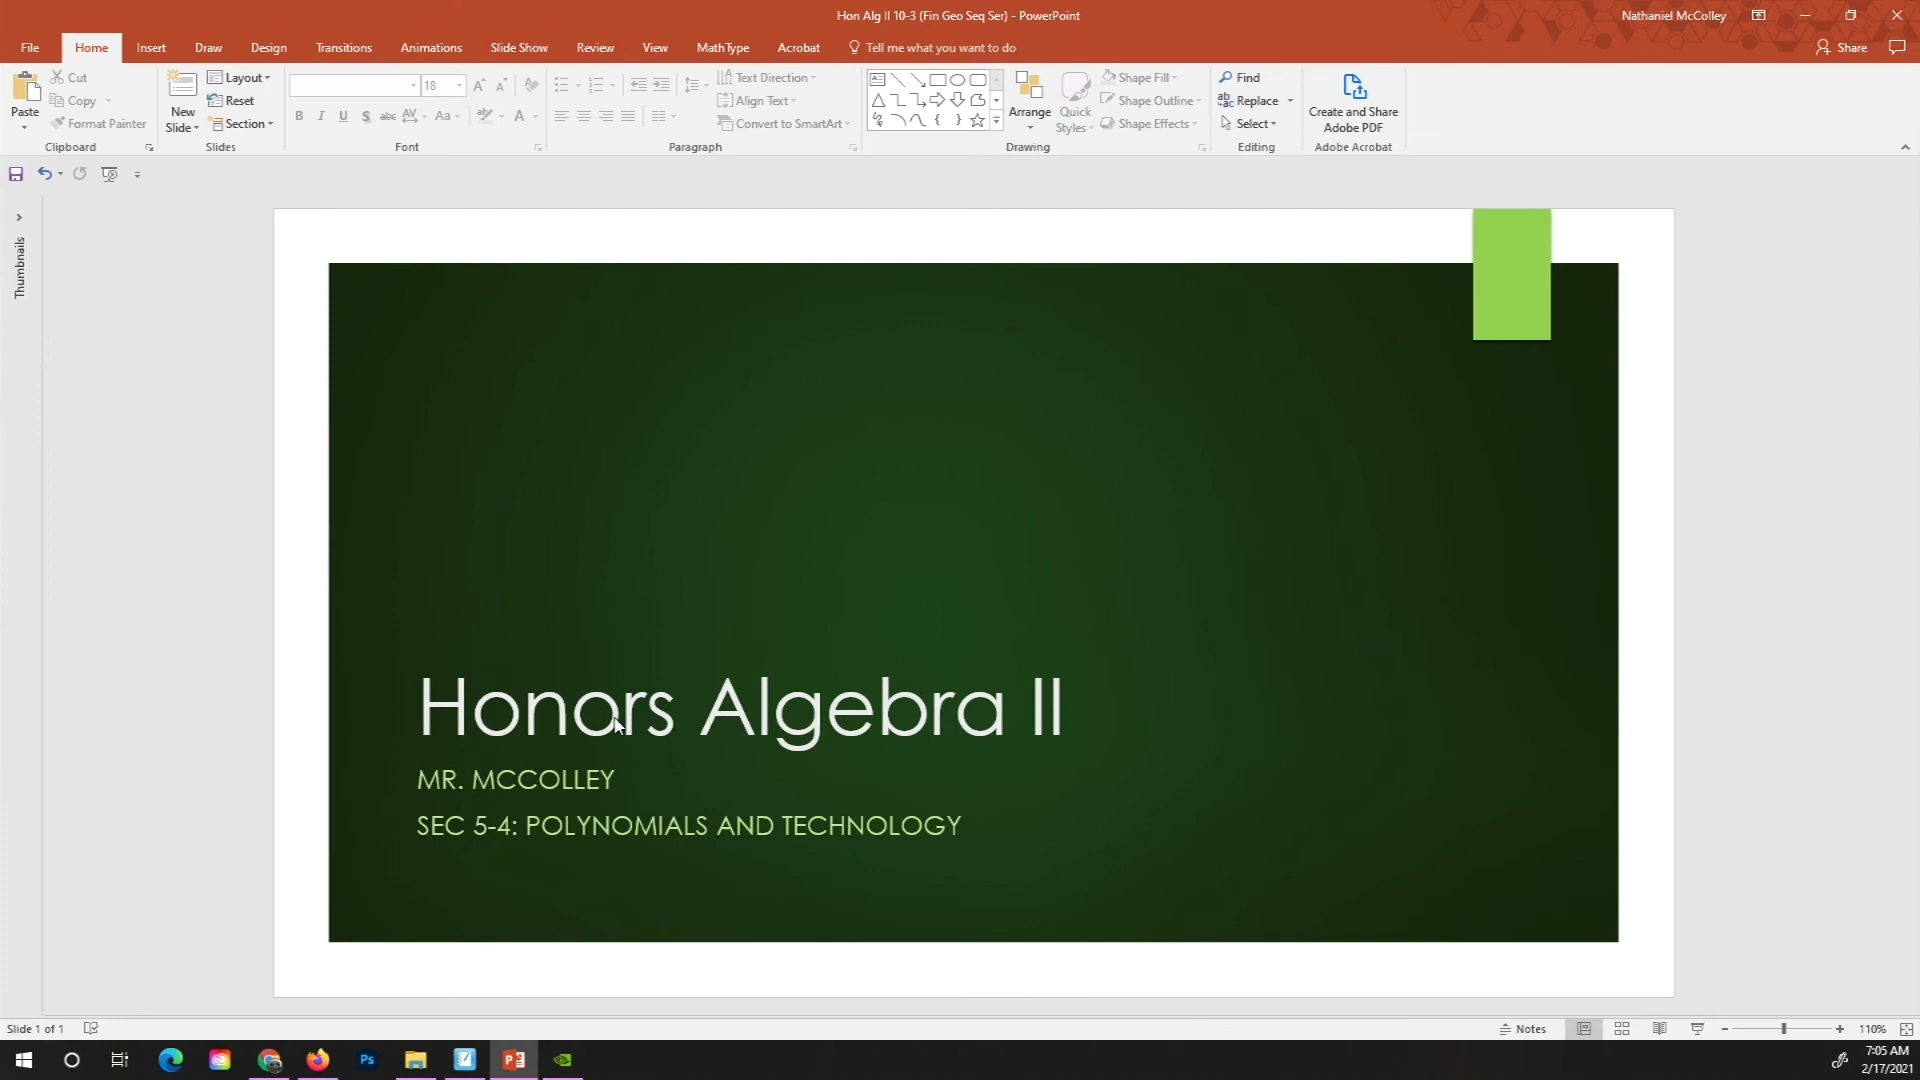 Hon Alg II 10-3 (Fin Geo Seq Ser) - PowerPoint
Nathaniel McColley
File Home Insert Draw Design Transitions Animations Slide Show Review View MathType Acrobat Tell me what you want to do Share
Paste
Cut
Copy
Format Painter
Clipboard
New Slide
Layout
Reset
Section
Slides
18
B I U S abc AV Aa A
Font
Text Direction
Align Text
Convert to SmartArt
Paragraph
Arrange
Quick Styles
Shape Fill
Shape Outline
Shape Effects
Drawing
Find
Replace
Select
Editing
Create and Share
Adobe PDF
Adobe Acrobat
Thumbnails
Honors Algebra II
MR. MCCOLLEY
SEC 5-4: POLYNOMIALS AND TECHNOLOGY
Slide 1 of 1
Notes
110%
Ps
7:05 AM
2/17/2021